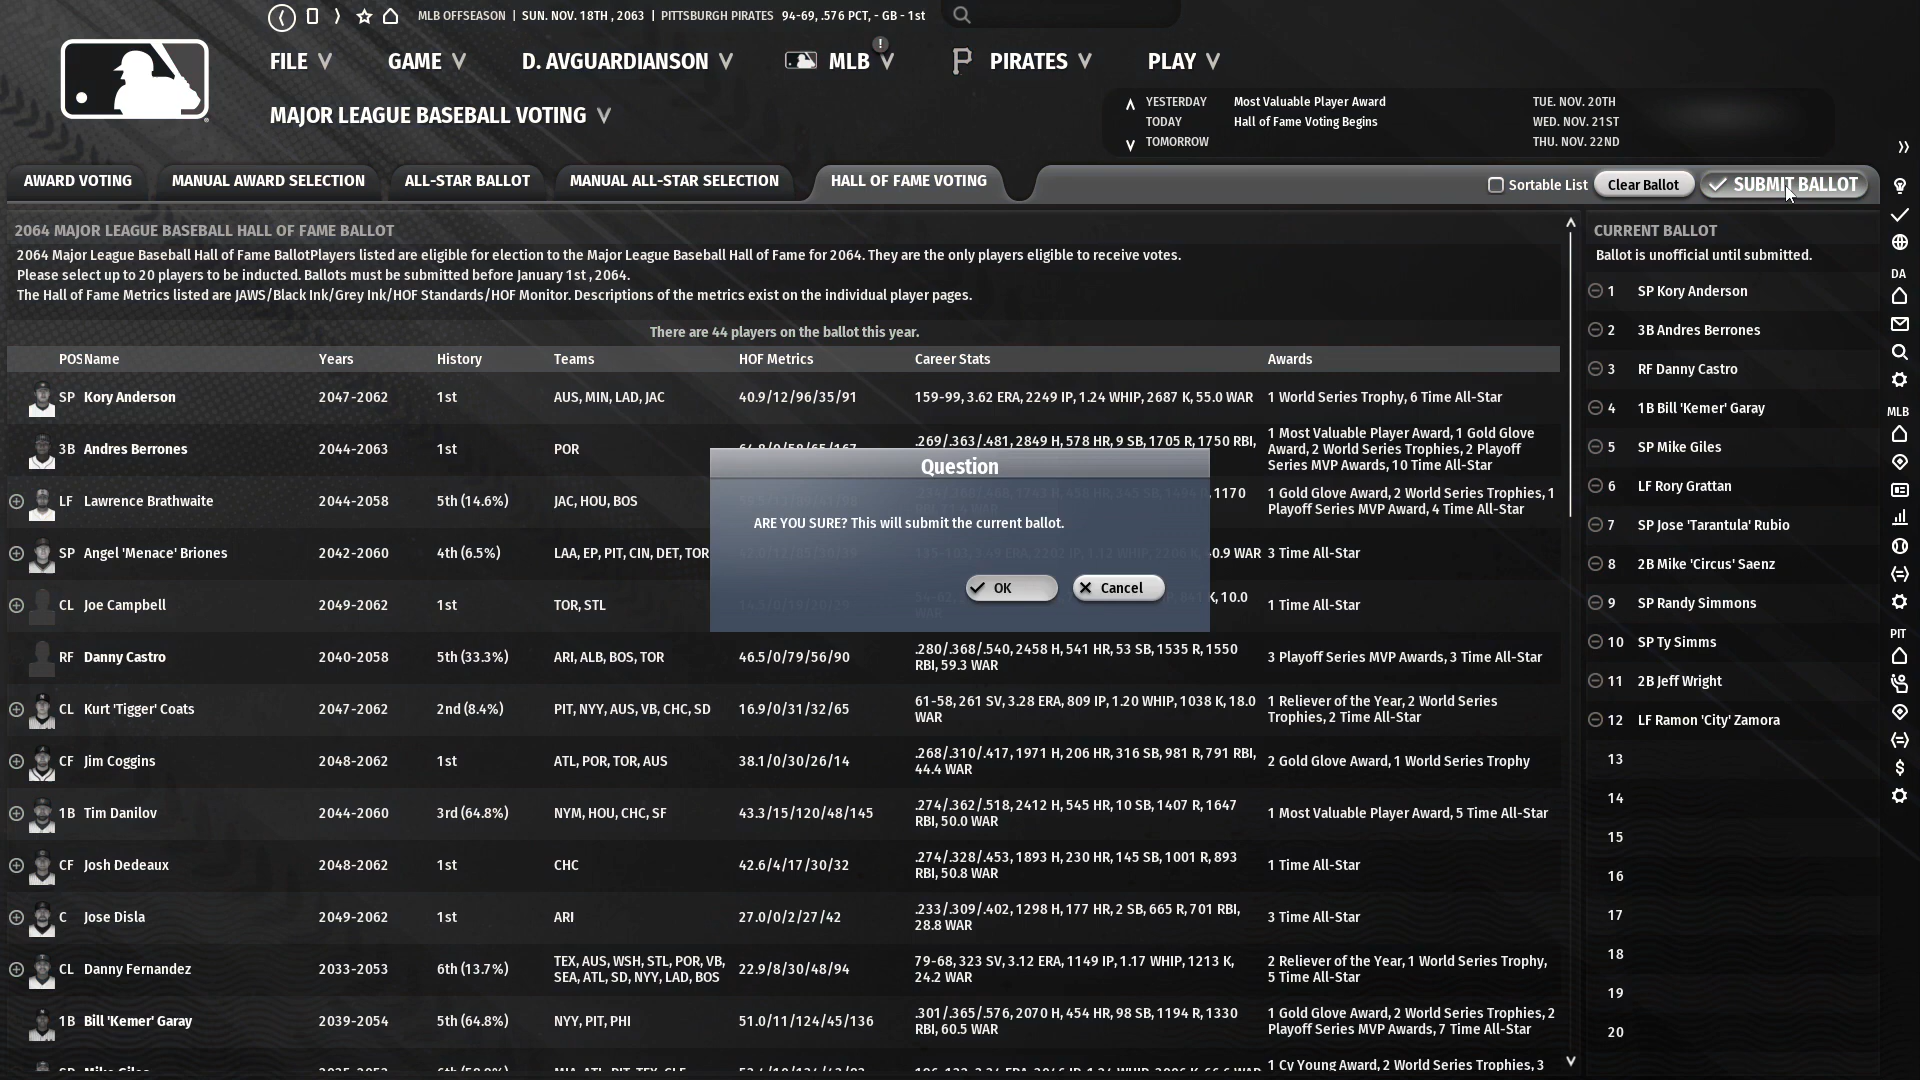 MLB OFFSEASON | SUN. NOV. 18TH , 2063 | PITTSBURGH PIRATES 94-69, .576 PCT, - GB - 1st
FILE GAME D. AVGUARDIANSON MLB ! PIRATES PLAY
MAJOR LEAGUE BASEBALL VOTING
YESTERDAY Most Valuable Player Award TUE. NOV. 20TH
TODAY Hall of Fame Voting Begins WED. NOV. 21ST
TOMORROW THU. NOV. 22ND
AWARD VOTING MANUAL AWARD SELECTION ALL-STAR BALLOT MANUAL ALL-STAR SELECTION HALL OF FAME VOTING Sortable List Clear Ballot SUBMIT BALLOT
2064 MAJOR LEAGUE BASEBALL HALL OF FAME BALLOT
2064 Major League Baseball Hall of Fame BallotPlayers listed are eligible for election to the Major League Baseball Hall of Fame for 2064. They are the only players eligible to receive votes.
Please select up to 20 players to be inducted. Ballots must be submitted before January 1st , 2064.
The Hall of Fame Metrics listed are JAWS/Black Ink/Grey Ink/HOF Standards/HOF Monitor. Descriptions of the metrics exist on the individual player pages.
There are 44 players on the ballot this year.
POS Name Years History Teams HOF Metrics Career Stats Awards
SP Kory Anderson 2047-2062 1st AUS, MIN, LAD, JAC 40.9/12/96/35/91 159-99, 3.62 ERA, 2249 IP, 1.24 WHIP, 2687 K, 55.0 WAR 1 World Series Trophy, 6 Time All-Star
3B Andres Berrones 2044-2063 1st POR .269/.363/.481, 2849 H, 578 HR, 9 SB, 1705 R, 1750 RBI, 1 Most Valuable Player Award, 1 Gold Glove
Award, 2 World Series Trophies, 2 Playoff
Series MVP Awards, 10 Time All-Star
LF Lawrence Brathwaite 2044-2058 5th (14.6%) JAC, HOU, BOS 1170 1 Gold Glove Award, 2 World Series Trophies, 1
Playoff Series MVP Award, 4 Time All-Star
SP Angel 'Menace' Briones 2042-2060 4th (6.5%) LAA, EP, PIT, CIN, DET, TOR WAR 3 Time All-Star
CL Joe Campbell 2049-2062 1st TOR, STL K, 10.0
1 Time All-Star
RF Danny Castro 2040-2058 5th (33.3%) ARI, ALB, BOS, TOR 46.5/0/79/56/90 .280/.368/.540, 2458 H, 541 HR, 53 SB, 1535 R, 1550
RBI, 59.3 WAR 3 Playoff Series MVP Awards, 3 Time All-Star
CL Kurt 'Tigger' Coats 2047-2062 2nd (8.4%) PIT, NYY, AUS, VB, CHC, SD 16.9/0/31/32/65 61-58, 261 SV, 3.28 ERA, 809 IP, 1.20 WHIP, 1038 K, 18.0
WAR 1 Reliever of the Year, 2 World Series
Trophies, 2 Time All-Star
CF Jim Coggins 2048-2062 1st ATL, POR, TOR, AUS 38.1/0/30/26/14 .268/.310/.417, 1971 H, 206 HR, 316 SB, 981 R, 791 RBI,
44.4 WAR 2 Gold Glove Award, 1 World Series Trophy
1B Tim Danilov 2044-2060 3rd (64.8%) NYM, HOU, CHC, SF 43.3/15/120/48/145 .274/.362/.518, 2412 H, 545 HR, 10 SB, 1407 R, 1647
RBI, 50.0 WAR 1 Most Valuable Player Award, 5 Time All-Star
CF Josh Dedeaux 2048-2062 1st CHC 42.6/4/17/30/32 .274/.328/.453, 1893 H, 230 HR, 145 SB, 1001 R, 893
RBI, 50.8 WAR 1 Time All-Star
C Jose Disla 2049-2062 1st ARI 27.0/0/2/27/42 .233/.309/.402, 1298 H, 177 HR, 2 SB, 665 R, 701 RBI,
28.8 WAR 3 Time All-Star
CL Danny Fernandez 2033-2053 6th (13.7%) TEX, AUS, WSH, STL, POR, VB,
SEA, ATL, SD, NYY, LAD, BOS 22.9/8/30/48/94 79-68, 323 SV, 3.12 ERA, 1149 IP, 1.17 WHIP, 1213 K,
24.2 WAR 2 Reliever of the Year, 1 World Series Trophy,
5 Time All-Star
1B Bill 'Kemer' Garay 2039-2054 5th (64.8%) NYY, PIT, PHI 51.0/11/124/45/136 .301/.365/.576, 2070 H, 454 HR, 98 SB, 1194 R, 1330
RBI, 60.5 WAR 1 Gold Glove Award, 2 World Series Trophies, 2
Playoff Series MVP Awards, 7 Time All-Star
1 Cy Young Award, 2 World Series Trophies, 3
Question
ARE YOU SURE? This will submit the current ballot.
OK Cancel
CURRENT BALLOT
Ballot is unofficial until submitted.
1 SP Kory Anderson
2 3B Andres Berrones
3 RF Danny Castro
4 1B Bill 'Kemer' Garay
5 SP Mike Giles
6 LF Rory Grattan
7 SP Jose 'Tarantula' Rubio
8 2B Mike 'Circus' Saenz
9 SP Randy Simmons
10 SP Ty Simms
11 2B Jeff Wright
12 LF Ramon 'City' Zamora
13
14
15
16
17
18
19
20
DA
MLB
PIT
$